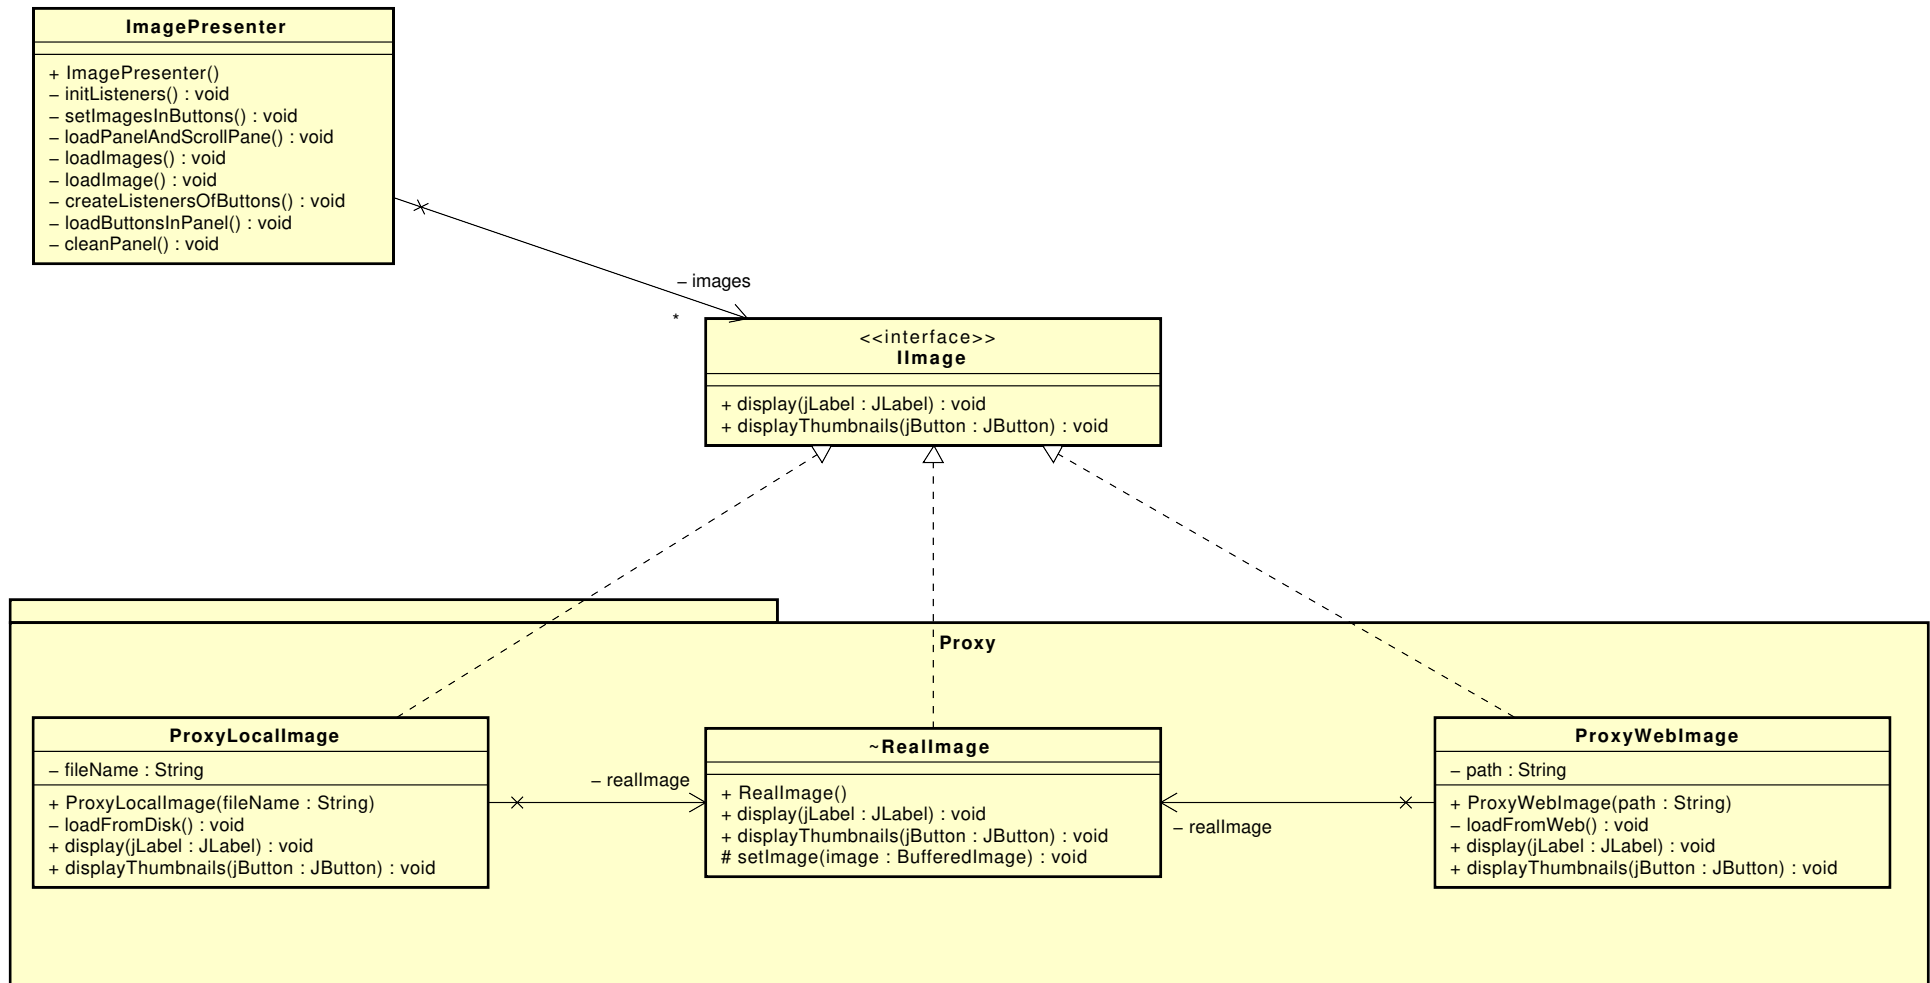 ImagePresenter
+ ImagePresenter()
– initListeners() : void
– setImagesInButtons() : void
– loadPanelAndScrollPane() : void
– loadImages() : void
– loadImage() : void
– createListenersOfButtons() : void
– loadButtonsInPanel() : void
– cleanPanel() : void
– images
*
<<interface>>
IImage
+ display(jLabel : JLabel) : void
+ displayThumbnails(jButton : JButton) : void
Proxy
ProxyLocalImage
– fileName : String
+ ProxyLocalImage(fileName : String)
– loadFromDisk() : void
+ display(jLabel : JLabel) : void
+ displayThumbnails(jButton : JButton) : void
– realImage
~RealImage
+ RealImage()
+ display(jLabel : JLabel) : void
+ displayThumbnails(jButton : JButton) : void
# setImage(image : BufferedImage) : void
– realImage
ProxyWebImage
– path : String
+ ProxyWebImage(path : String)
– loadFromWeb() : void
+ display(jLabel : JLabel) : void
+ displayThumbnails(jButton : JButton) : void